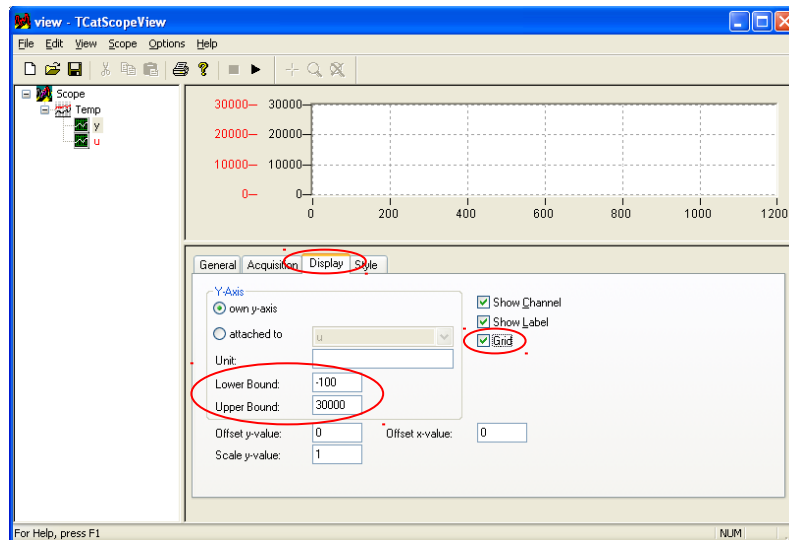 view - TCatScopeView
File Edit View Scope Options Help
Scope
Temp
y
u
30000 30000
20000 20000
10000 10000
0 0
0 200 400 600 800 1000 1200
General Acquisition Display Style
Y-Axis
own y-axis
attached to u
Unit:
Lower Bound: -100
Upper Bound: 30000
Offset y-value: 0 Offset x-value: 0
Scale y-value: 1
Show Channel
Show Label
Grid
For Help, press F1 NUM